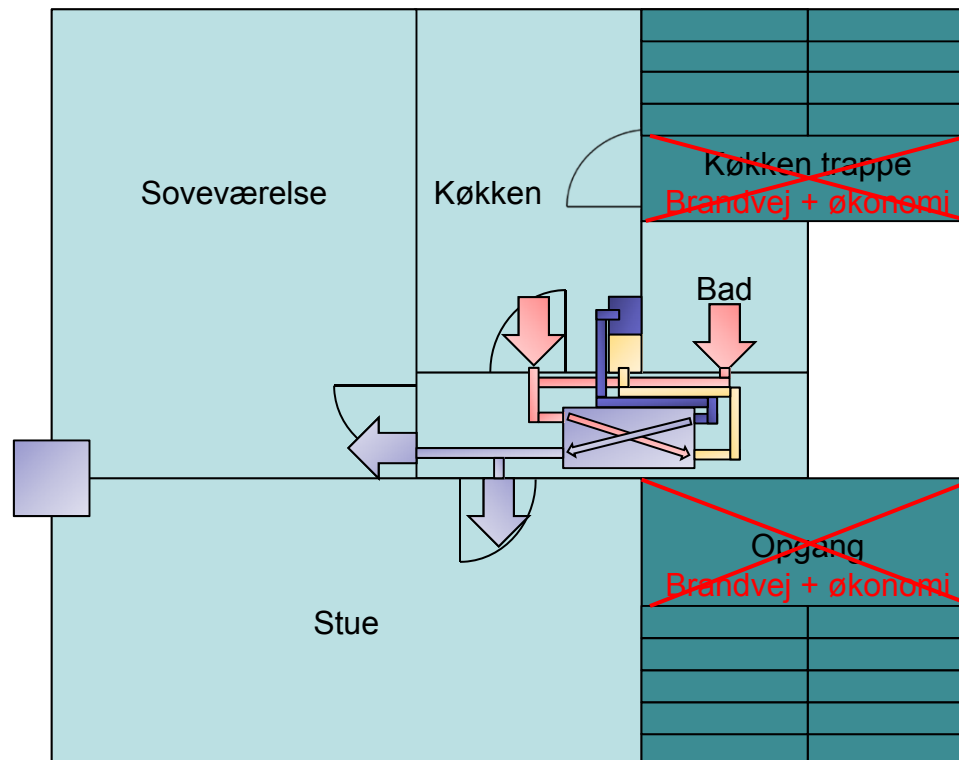 Køkken trappe
Brandvej + økonomi
Soveværelse
Køkken
Bad
Opgang
Brandvej + økonomi
Stue